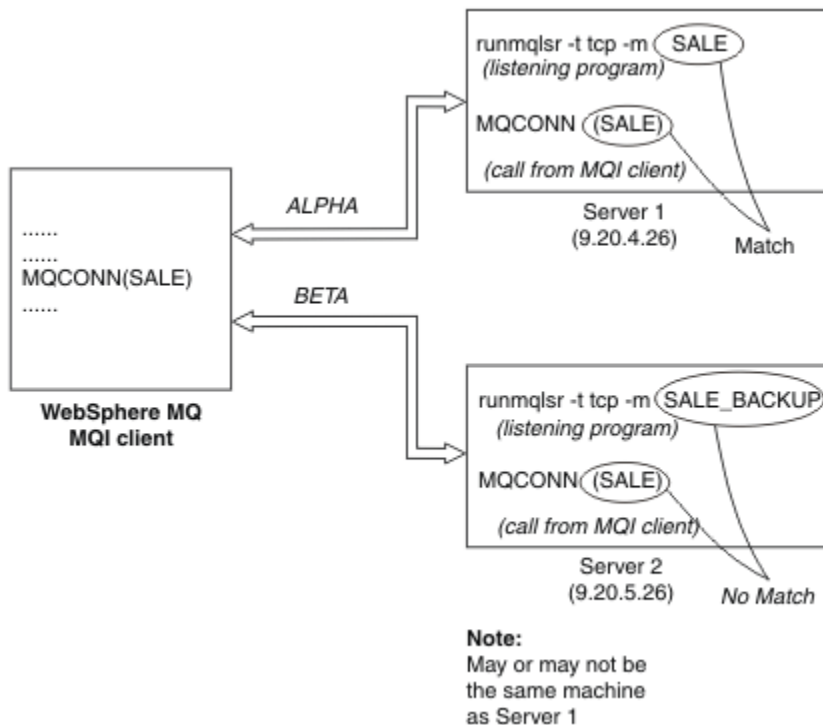 runmqlsr -t tcp -m SALE
(listening program)
MQCONN (SALE)
(call from MQI client)
Server 1
(9.20.4.26)
Match
ALPHA
......
......
MQCONN(SALE)
......
BETA
WebSphere MQ
MQI client
runmqlsr -t tcp -m SALE_BACKUP
(listening program)
MQCONN (SALE)
(call from MQI client)
Server 2
(9.20.5.26)
No Match
Note:
May or may not be
the same machine
as Server 1